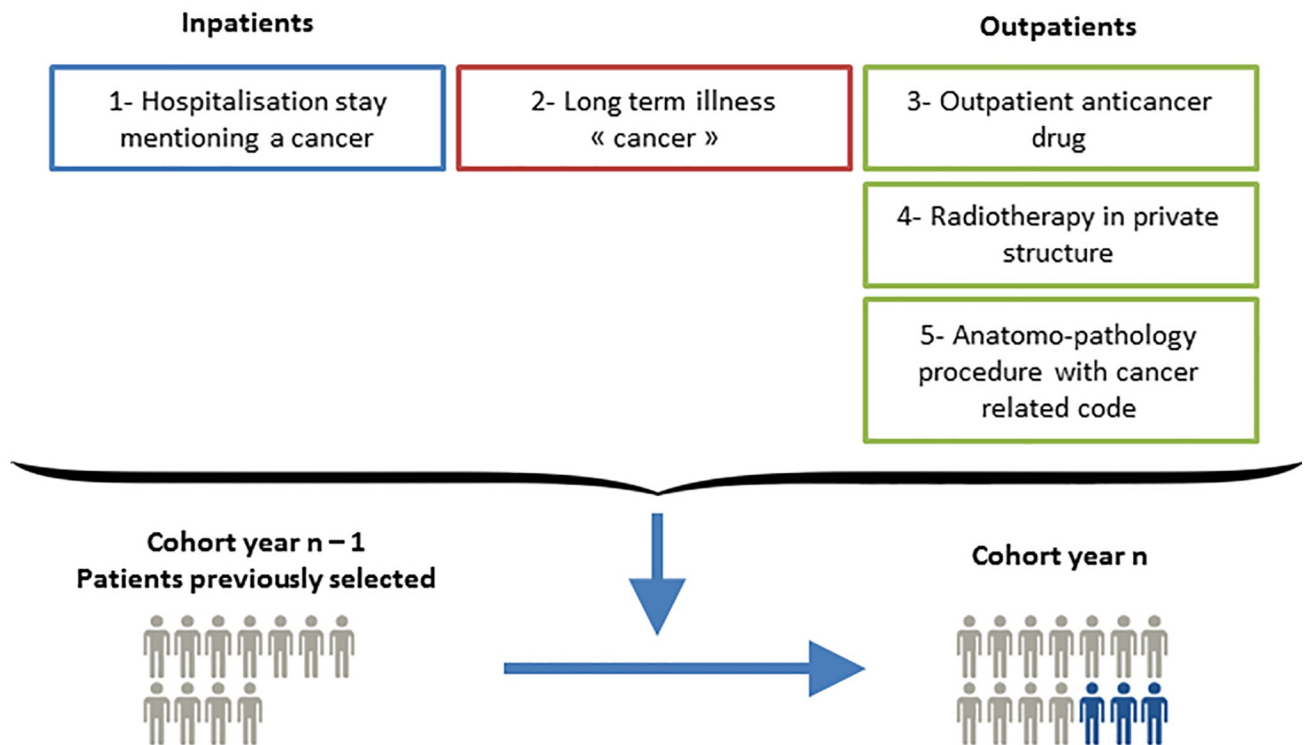 Inpatients
Outpatients
1- Hospitalisation stay
mentioning a cancer
2- Long term illness
« cancer »
3- Outpatient anticancer
drug
4- Radiotherapy in private
structure
5- Anatomo-pathology
procedure with cancer
related code
Cohort year n – 1
Patients previously selected
Cohort year n